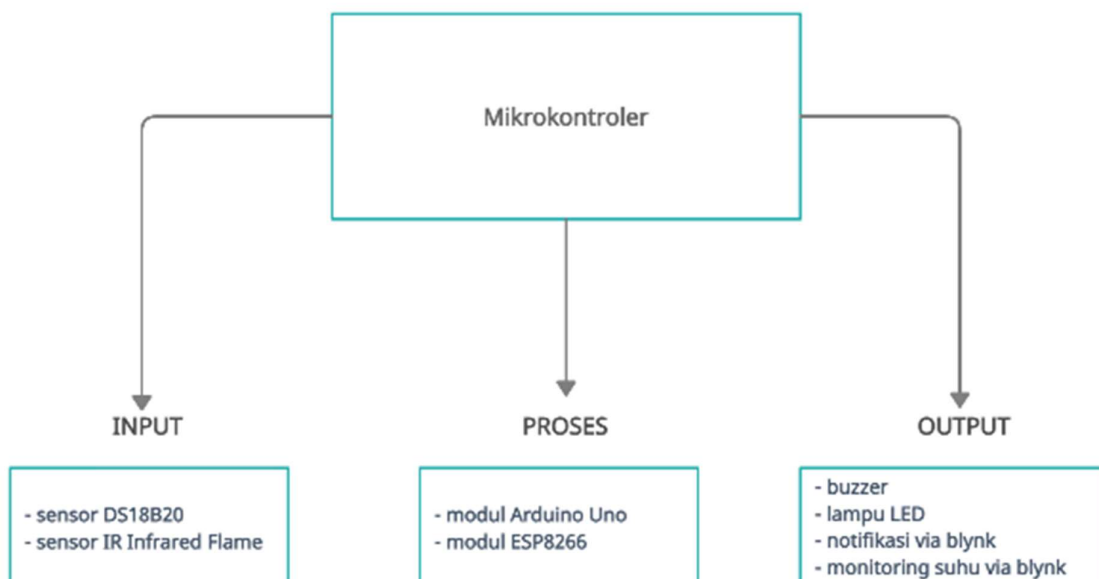 Mikrokontroler
INPUT
- sensor DS18B20
- sensor IR Infrared Flame
PROSES
- modul Arduino Uno
- modul ESP8266
OUTPUT
- buzzer
- lampu LED
- notifikasi via blynk
- monitoring suhu via blynk